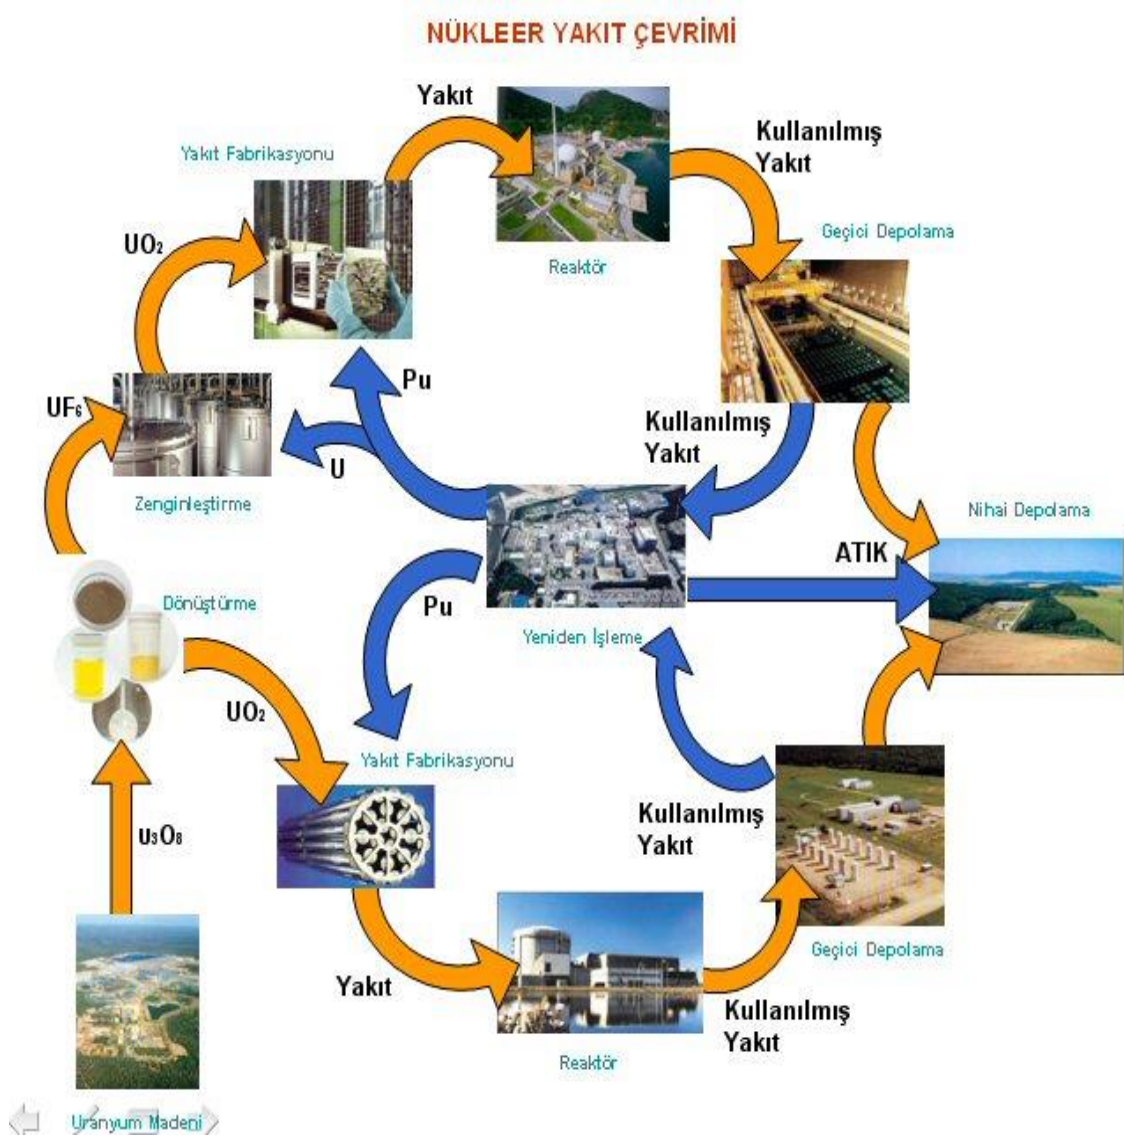 NÜKLEER YAKIT ÇEVRİMİ
Yakıt
Kullanılmış
Yakıt
Yakıt Fabrikasyonu
UO₂
Reaktör
Geçici Depolama
Pu
UF₆
Kullanılmış
Yakıt
U
Zenginleştirme
Nihai Depolama
ATIK
Dönüştürme
Pu
Yeniden İşleme
UO₂
Yakıt Fabrikasyonu
U₃O₈
Kullanılmış
Yakıt
Geçici Depolama
Yakıt
Kullanılmış
Yakıt
Reaktör
Uranyum Madeni